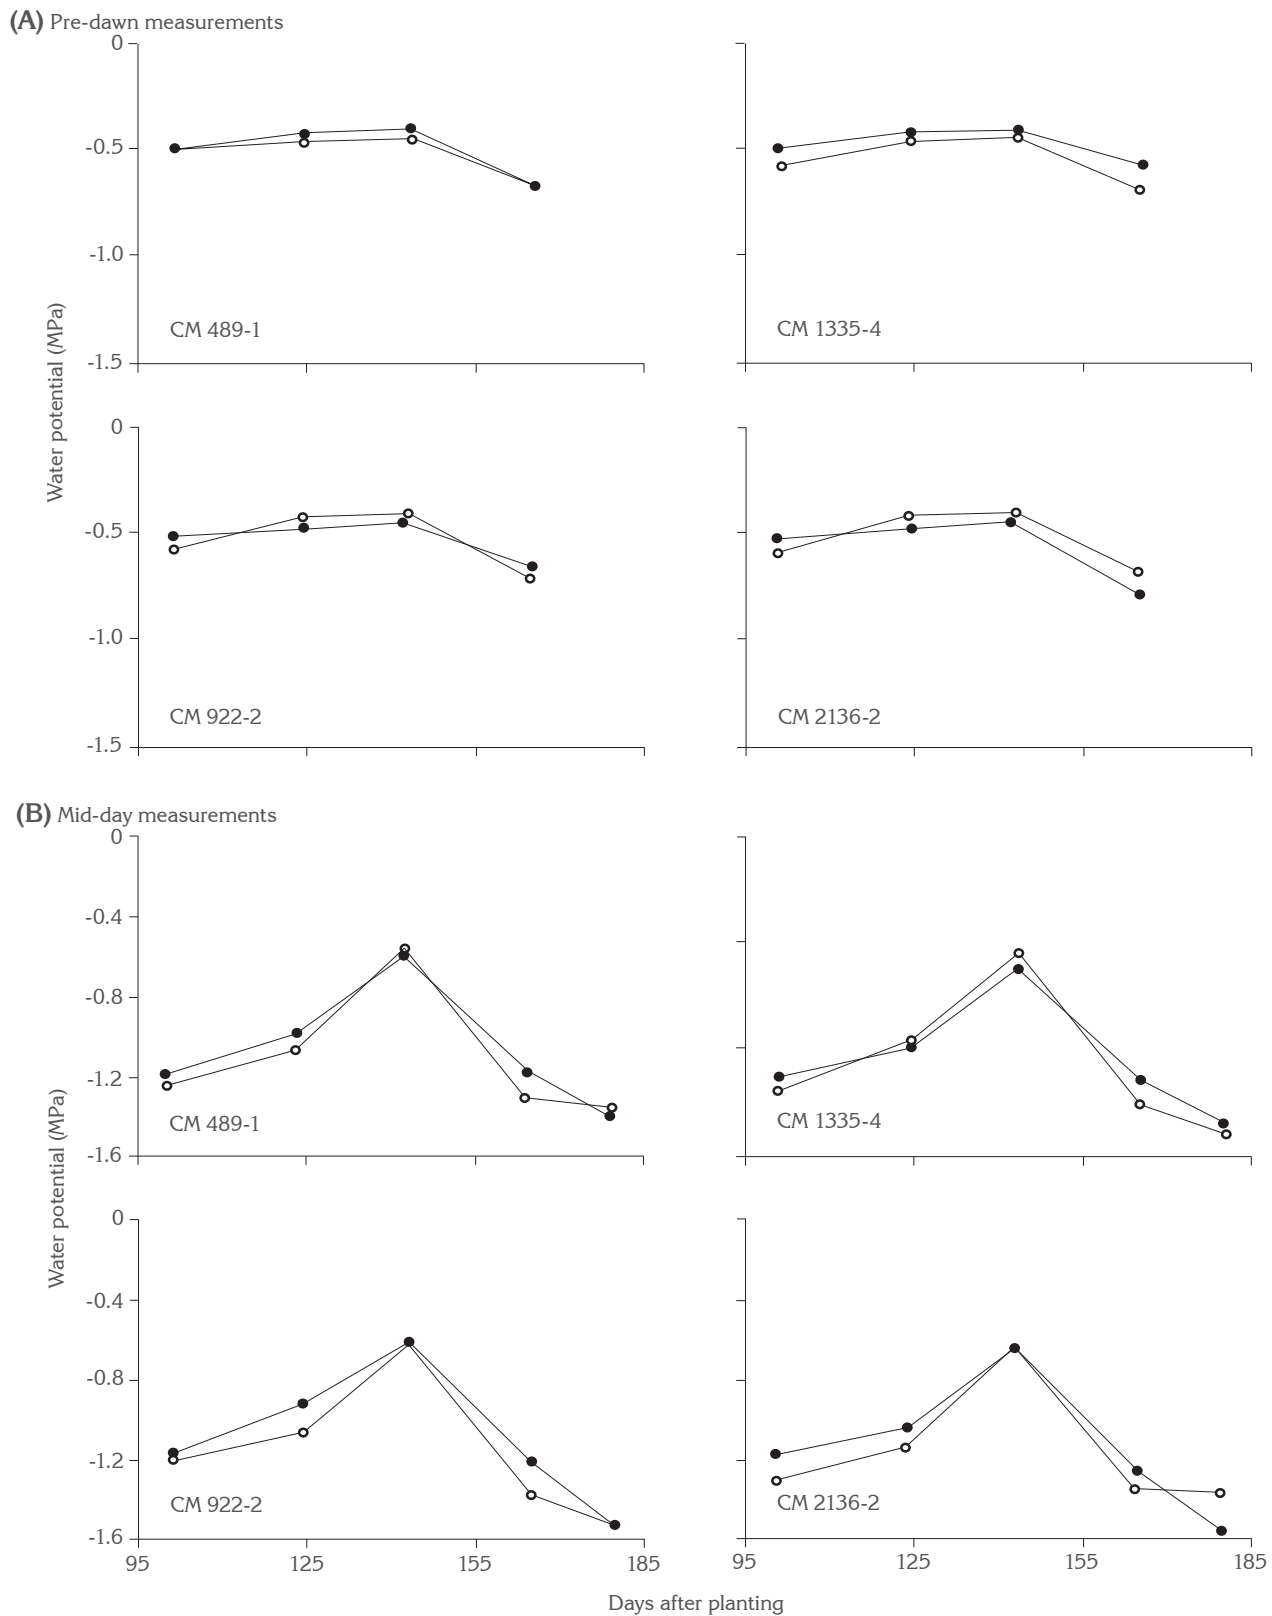 (A) Pre-dawn measurements
0
-0.5
-1.0
-1.5
CM 489-1
CM 1335-4
Water potential (MPa)
0
-0.5
-1.0
-1.5
CM 922-2
CM 2136-2
(B) Mid-day measurements
0
-0.4
-0.8
-1.2
-1.6
CM 489-1
CM 1335-4
Water potential (MPa)
0
-0.4
-0.8
-1.2
-1.6
CM 922-2
CM 2136-2
95 125 155 185 95 125 155 185
Days after planting